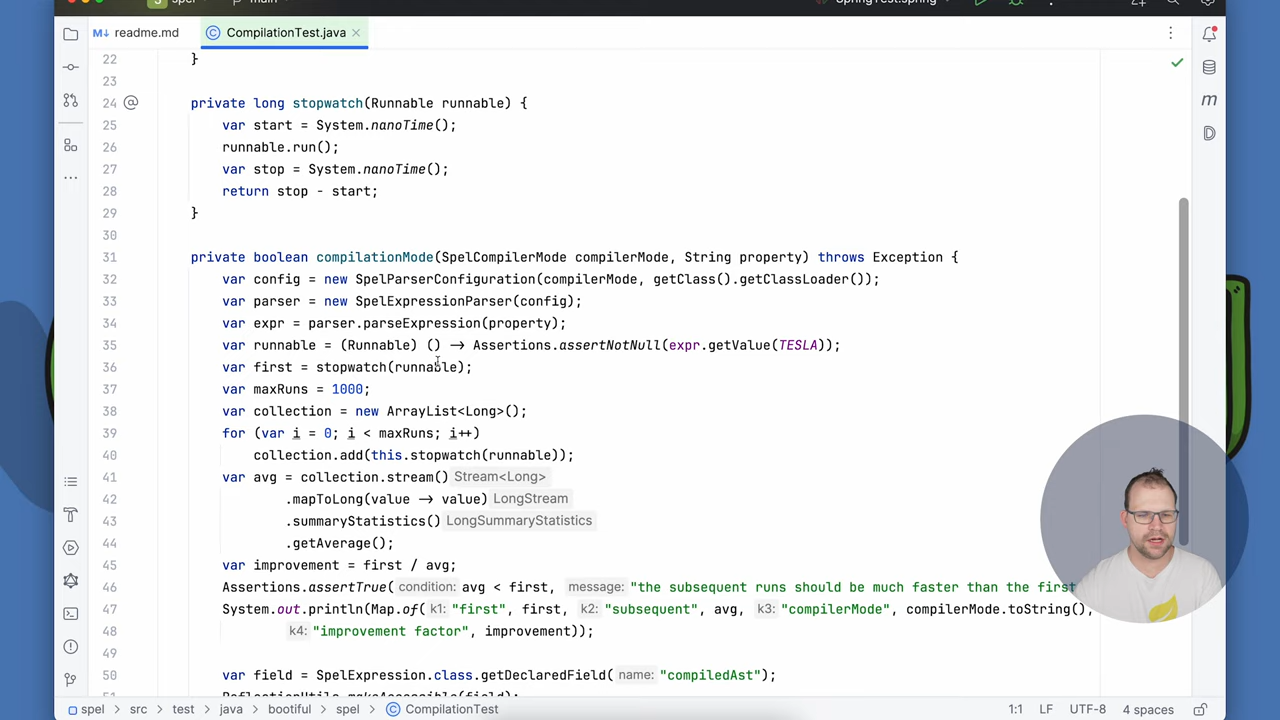 spel main SpringTest.spring
readme.md CompilationTest.java
22 }
23
24 private long stopwatch(Runnable runnable) {
25 var start = System.nanoTime();
26 runnable.run();
27 var stop = System.nanoTime();
28 return stop - start;
29 }
30
31 private boolean compilationMode(SpelCompilerMode compilerMode, String property) throws Exception {
32 var config = new SpelParserConfiguration(compilerMode, getClass().getClassLoader());
33 var parser = new SpelExpressionParser(config);
34 var expr = parser.parseExpression(property);
35 var runnable = (Runnable) () -> Assertions.assertNotNull(expr.getValue(TESLA));
36 var first = stopwatch(runnable);
37 var maxRuns = 1000;
38 var collection = new ArrayList<Long>();
39 for (var i = 0; i < maxRuns; i++)
40 collection.add(this.stopwatch(runnable));
41 var avg = collection.stream() Stream<Long>
42 .mapToLong(value -> value) LongStream
43 .summaryStatistics() LongSummaryStatistics
44 .getAverage();
45 var improvement = first / avg;
46 Assertions.assertTrue( condition: avg < first, message: "the subsequent runs should be much faster than the first
47 System.out.println(Map.of( k1: "first", first, k2: "subsequent", avg, k3: "compilerMode", compilerMode.toString(),
48 k4: "improvement factor", improvement));
49
50 var field = SpelExpression.class.getDeclaredField( name: "compiledAst");
51 ReflectionUtils.makeAccessible(field);
spel > src > test > java > bootiful > spel > CompilationTest 1:1 LF UTF-8 4 spaces